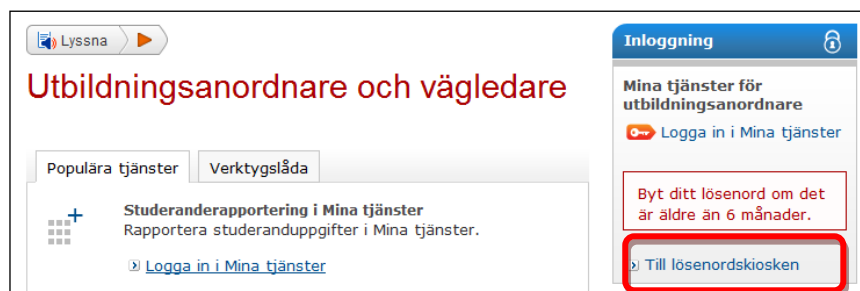 Lyssna
Utbildningsanordnare och vägledare
Populära tjänster
Verktygslåda
Studeranderapportering i Mina tjänster
Rapportera studeranduppgifter i Mina tjänster.
Logga in i Mina tjänster
Inloggning
Mina tjänster för
utbildningsanordnare
Logga in i Mina tjänster
Byt ditt lösenord om det
är äldre än 6 månader.
Till lösenordskiosken